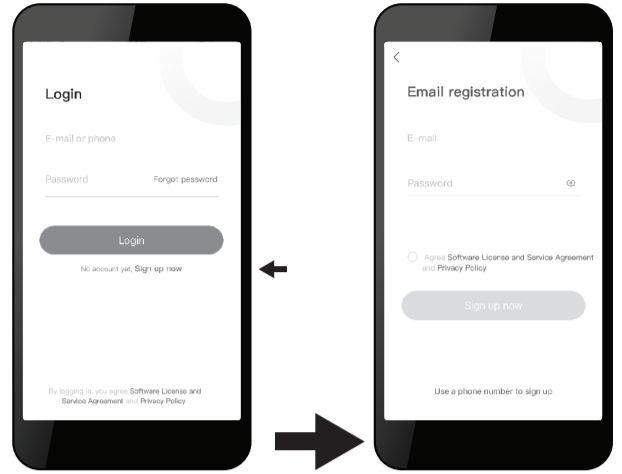 Login
E-mail or phone
Password Forgot pessword
Login
No account yet, Sign up now
By logging in, you agree Software License and
Service Agreement and Privacy Policy
Email registration
E-mail
Password
Agree Software License and Service Agreement
and Privacy Policy
Sign up now
Use a phone number to sign up